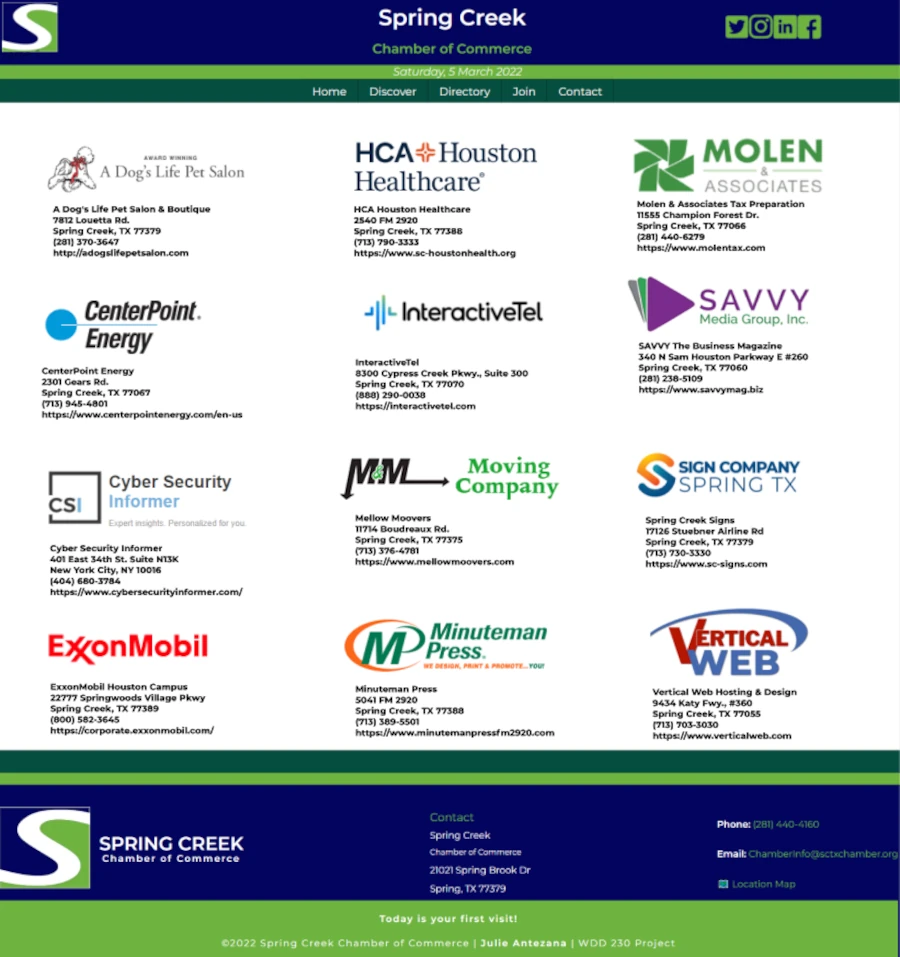 Spring Creek
Chamber of Commerce
Saturday, 5 March 2022
Home Discover Directory Join Contact
AWARD WINNING
A Dog's Life Pet Salon
A Dog's Life Pet Salon & Boutique
7812 Louetta Rd.
Spring Creek, TX 77379
(281) 370-3647
http://adogslifepetsalon.com
HCA Houston
Healthcare®
HCA Houston Healthcare
2540 FM 2920
Spring Creek, TX 77388
(713) 790-3333
https://www.sc-houstonhealth.org
MOLEN
&
ASSOCIATES
Molen & Associates Tax Preparation
11555 Champion Forest Dr.
Spring Creek, TX 77066
(281) 440-6279
https://www.molentax.com
CenterPoint®
Energy
CenterPoint Energy
2301 Gears Rd.
Spring Creek, TX 77067
(713) 945-4801
https://www.centerpointenergy.com/en-us
InteractiveTel
InteractiveTel
8300 Cypress Creek Pkwy., Suite 300
Spring Creek, TX 77070
(888) 290-0038
https://interactivetel.com
SAVVY
Media Group, Inc.
SAVVY The Business Magazine
340 N Sam Houston Parkway E #260
Spring Creek, TX 77060
(281) 238-5109
https://www.savvymag.biz
CSI
Cyber Security
Informer
Expert insights. Personalized for you.
Cyber Security Informer
401 East 34th St. Suite N13K
New York City, NY 10016
(404) 680-3784
https://www.cybersecurityinformer.com/
M&M Moving
Company
Mellow Moovers
11714 Boudreaux Rd.
Spring Creek, TX 77375
(713) 376-4781
https://www.mellowmoovers.com
SIGN COMPANY
SPRING TX
Spring Creek Signs
17126 Stuebner Airline Rd
Spring Creek, TX 77379
(713) 730-3330
https://www.sc-signs.com
ExxonMobil
ExxonMobil Houston Campus
22777 Springwoods Village Pkwy
Spring Creek, TX 77389
(800) 582-3645
https://corporate.exxonmobil.com/
M Minuteman
Press.
WE DESIGN, PRINT & PROMOTE...YOU!
Minuteman Press
5041 FM 2920
Spring Creek, TX 77388
(713) 389-5501
https://www.minutemanpressfm2920.com
VERTICAL
WEB
Vertical Web Hosting & Design
9434 Katy Fwy., #360
Spring Creek, TX 77055
(713) 703-3030
https://www.verticalweb.com
SPRING CREEK
Chamber of Commerce
Contact
Spring Creek
Chamber of Commerce
21021 Spring Brook Dr
Spring, TX 77379
Phone: (281) 440-4160
Email: ChamberInfo@sctxchamber.org
Location Map
Today is your first visit!
©2022 Spring Creek Chamber of Commerce | Julie Antezana | WDD 230 Project